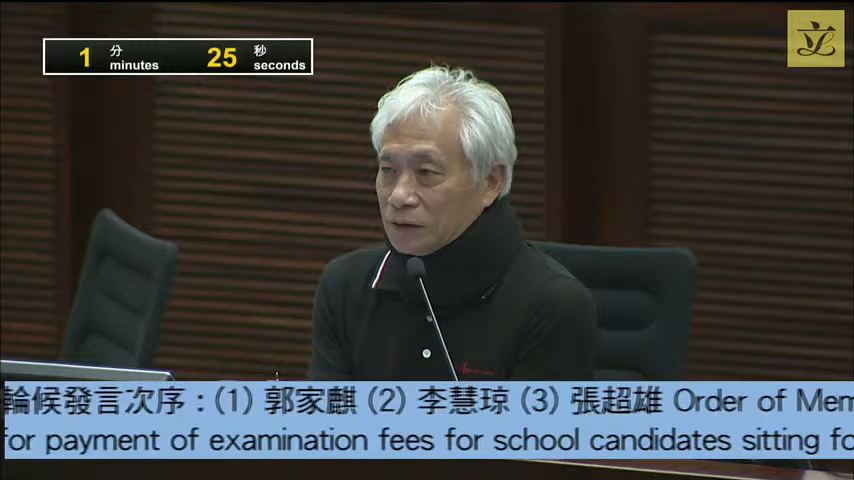 1 分 minutes 25 秒 seconds
輪候發言次序 : (1) 郭家麒 (2) 李慧琼 (3) 張超雄 Order of Mem
for payment of examination fees for school candidates sitting fo